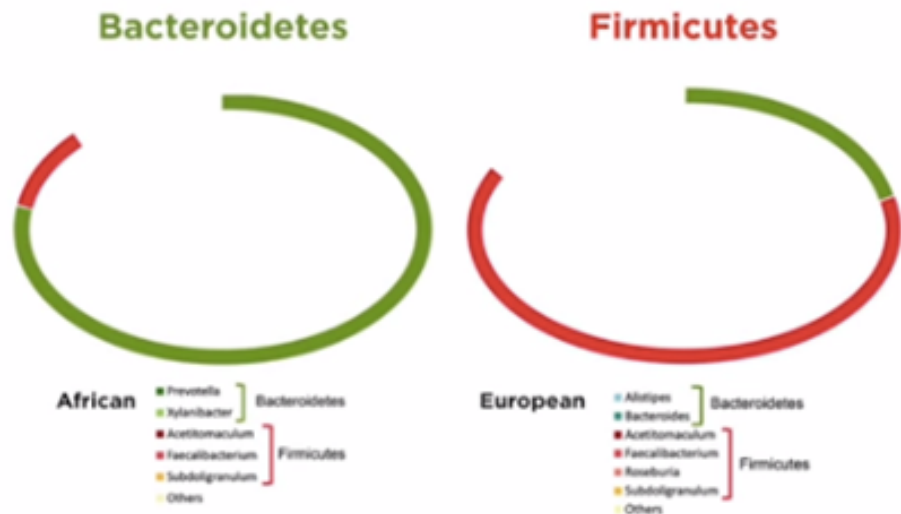 Bacteroidetes
Firmicutes
African
Prevotella
Xylanibacter
Bacteroidetes
Acetitomaculum
Faecalibacterium
Subdoligranulum
Firmicutes
Others
European
Alistipes
Bacteroides
Bacteroidetes
Acetitomaculum
Faecalibacterium
Roseburia
Subdoligranulum
Firmicutes
Others